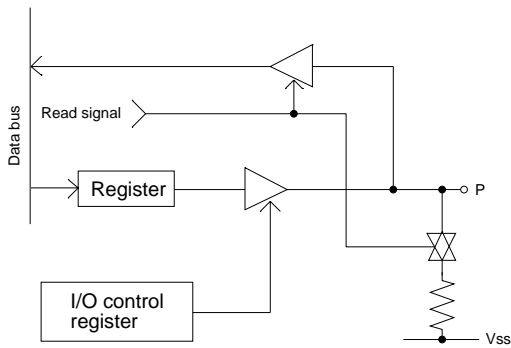 Data bus
Read signal
Register
P
I/O control
register
Vss